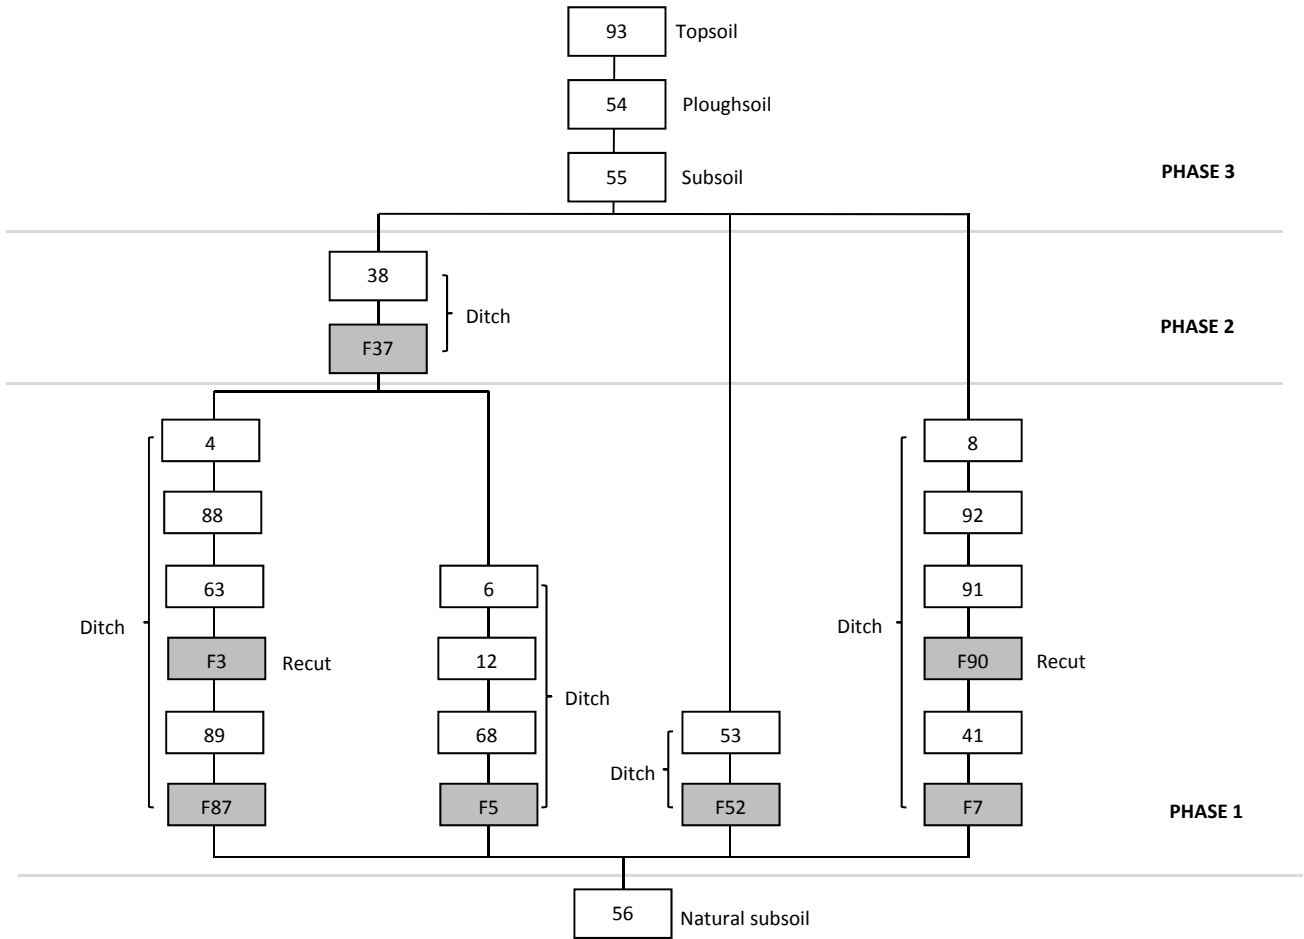 93 Topsoil
54 Ploughsoil
55 Subsoil
PHASE 3
38
Ditch
F37
PHASE 2
4
8
88
92
63
6
91
Ditch
Ditch
F3 Recut
12
F90 Recut
Ditch
89
68
53
41
Ditch
F87
F5
F52
F7
PHASE 1
56 Natural subsoil